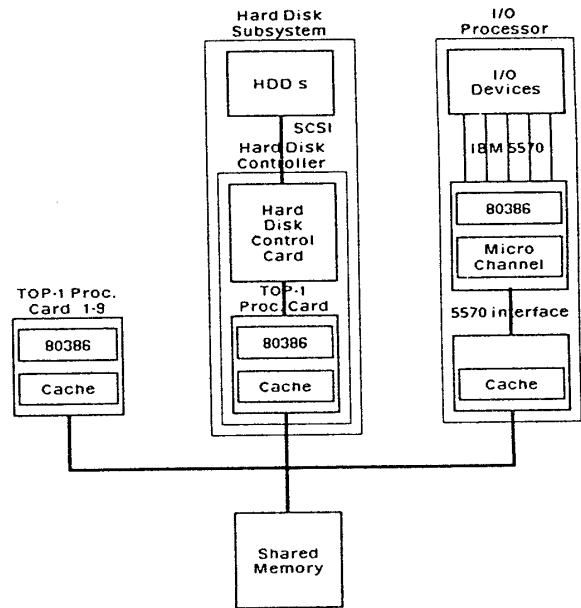 Hard Disk
Subsystem
HDD s
SCSI
Hard Disk
Controller
Hard
Disk
Control
Card
TOP-1
Proc. Card
80386
Cache
I/O
Processor
I/O
Devices
IBM 5570
80386
Micro
Channel
5570 interface
Cache
TOP-1 Proc.
Card 1-9
80386
Cache
Shared
Memory